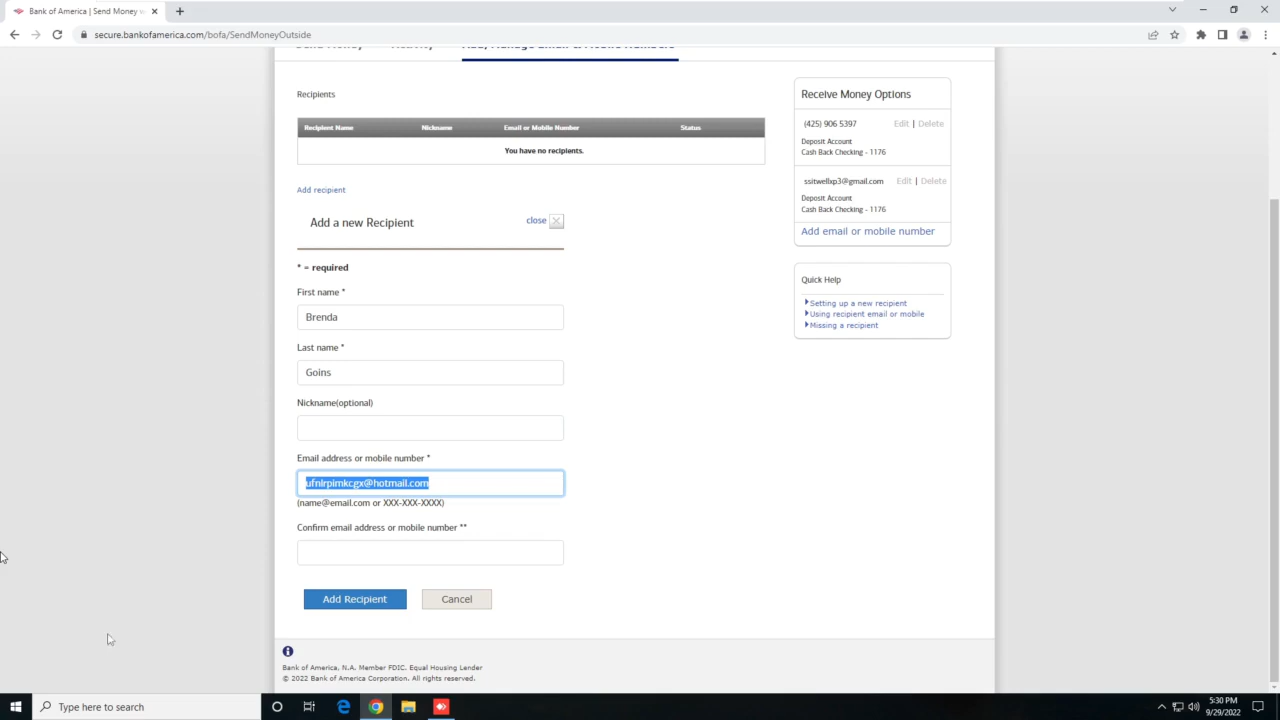 Bank of America | Send Money w
secure.bankofamerica.com/bofa/SendMoneyOutside
Recipients
Recipient Name Nickname Email or Mobile Number Status
You have no recipients.
Add recipient
Add a new Recipient
close
* = required
First name *
Brenda
Last name *
Goins
Nickname(optional)
Email address or mobile number *
ufnlrpimkcgx@hotmail.com
(name@email.com or XXX-XXX-XXXX)
Confirm email address or mobile number **
Add Recipient Cancel
Receive Money Options
(425) 906 5397 Edit | Delete
Deposit Account
Cash Back Checking - 1176
ssitwellxp3@gmail.com Edit | Delete
Deposit Account
Cash Back Checking - 1176
Add email or mobile number
Quick Help
Setting up a new recipient
Using recipient email or mobile
Missing a recipient
Bank of America, N.A. Member FDIC. Equal Housing Lender
© 2022 Bank of America Corporation. All rights reserved.
Type here to search
5:30 PM
9/29/2022